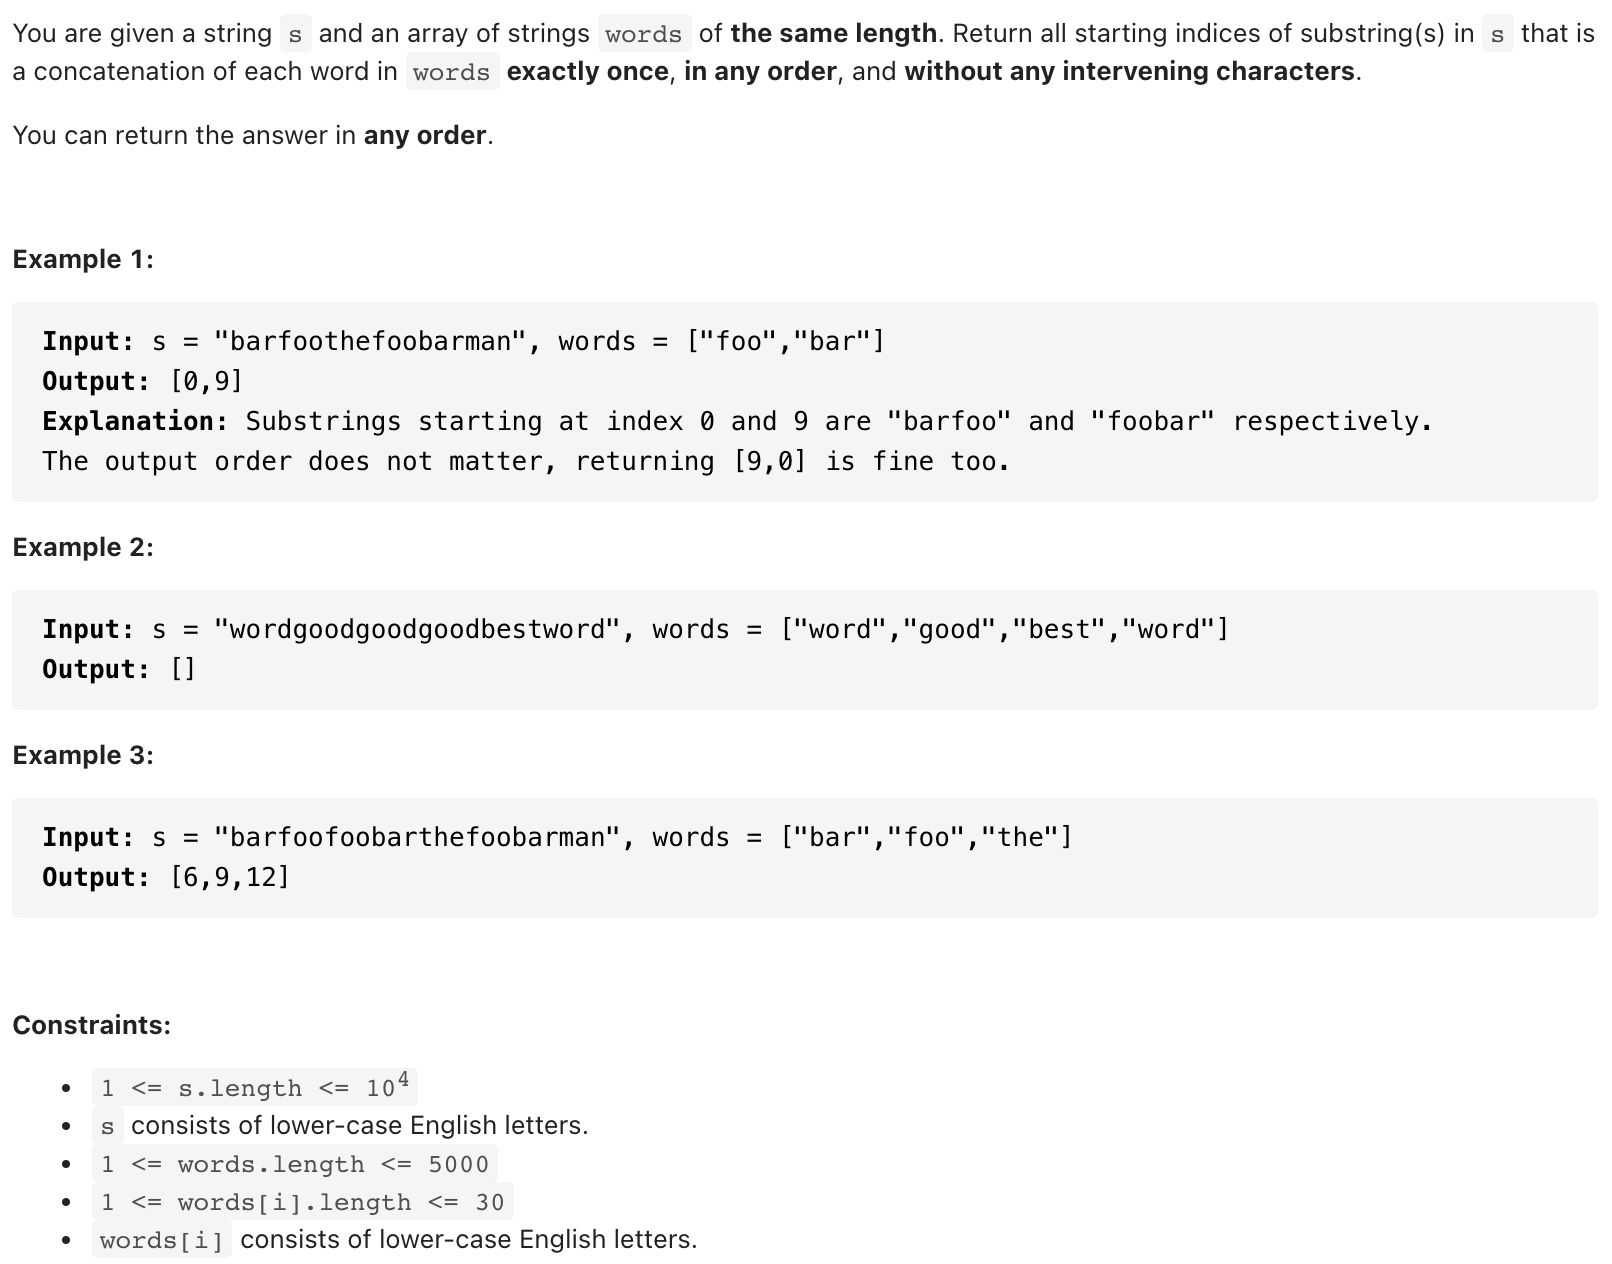 You are given a string s and an array of strings words of the same length. Return all starting indices of substring(s) in s that is
a concatenation of each word in words exactly once, in any order, and without any intervening characters.
You can return the answer in any order.
Example 1:
Input: s = "barfoothefoobarman", words = ["foo","bar"]
Output: [0,9]
Explanation: Substrings starting at index 0 and 9 are "barfoo" and "foobar" respectively.
The output order does not matter, returning [9,0] is fine too.
Example 2:
Input: s = "wordgoodgoodgoodbestword", words = ["word","good","best","word"]
Output: []
Example 3:
Input: s = "barfoofoobarthefoobarman", words = ["bar","foo","the"]
Output: [6,9,12]
Constraints:
• 1 <= s.length <= 10⁴
• s consists of lower-case English letters.
• 1 <= words.length <= 5000
• 1 <= words[i].length <= 30
• words[i] consists of lower-case English letters.